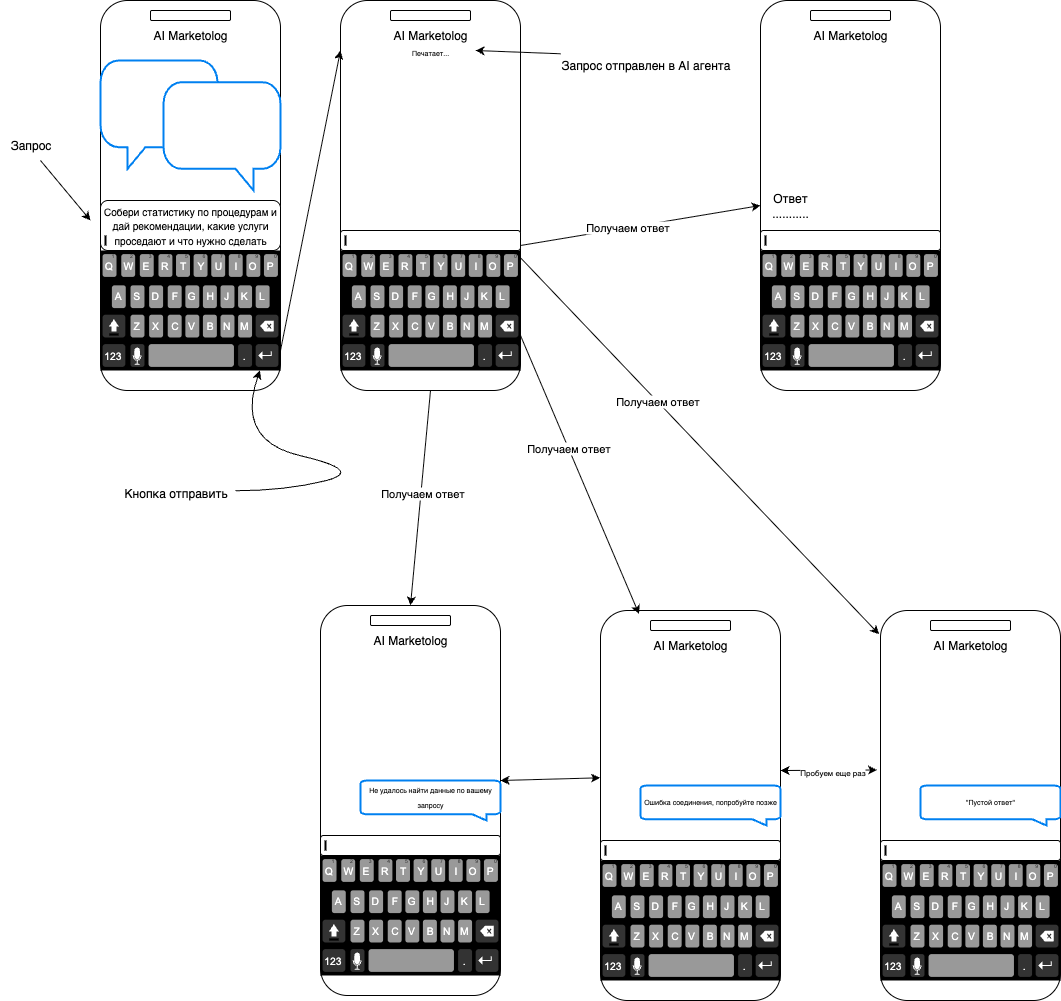 AI Marketolog
Запрос
Собери статистику по процедурам и
дай рекомендации, какие услуги
проседают и что нужно сделать
Q W E R T Y U I O P
A S D F G H J K L
Z X C V B N M
123 .
Кнопка отправить
AI Marketolog
Печатает...
Запрос отправлен в AI агента
Q W E R T Y U I O P
A S D F G H J K L
Z X C V B N M
123 .
Получаем ответ
AI Marketolog
Ответ
...........
Q W E R T Y U I O P
A S D F G H J K L
Z X C V B N M
123 .
Получаем ответ
Получаем ответ
Получаем ответ
AI Marketolog
Не удалось найти данные по вашему
запросу
Q W E R T Y U I O P
A S D F G H J K L
Z X C V B N M
123 .
AI Marketolog
Ошибка соединения, попробуйте позже
Q W E R T Y U I O P
A S D F G H J K L
Z X C V B N M
123 .
Пробуем еще раз
AI Marketolog
"Пустой ответ"
Q W E R T Y U I O P
A S D F G H J K L
Z X C V B N M
123 .